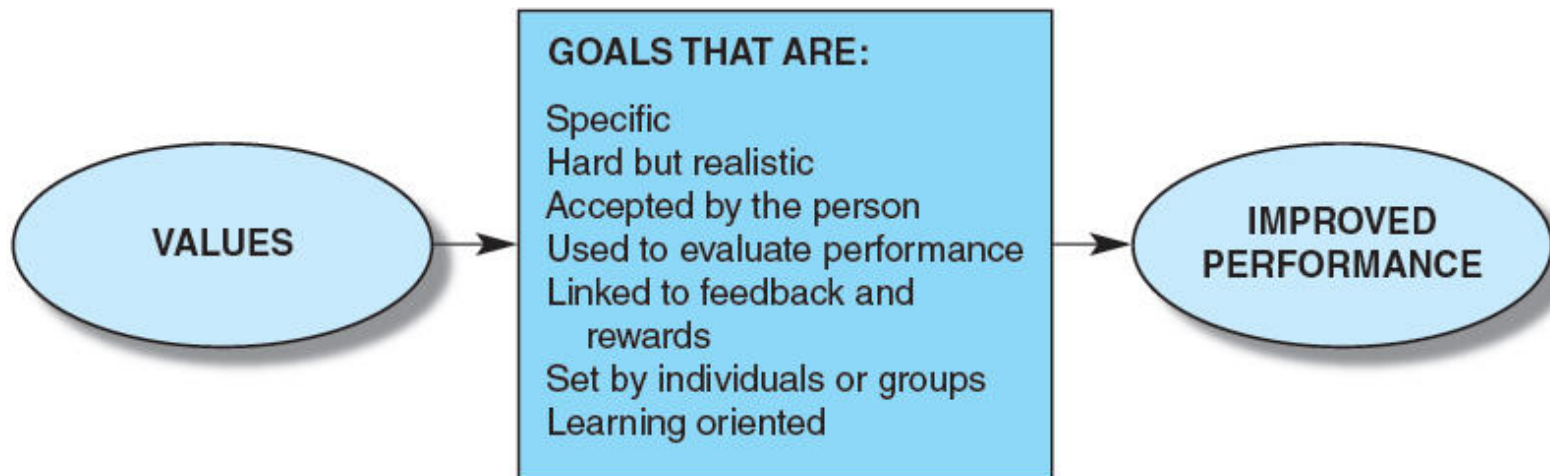 VALUES
GOALS THAT ARE:
Specific
Hard but realistic
Accepted by the person
Used to evaluate performance
Linked to feedback and
rewards
Set by individuals or groups
Learning oriented
IMPROVED
PERFORMANCE